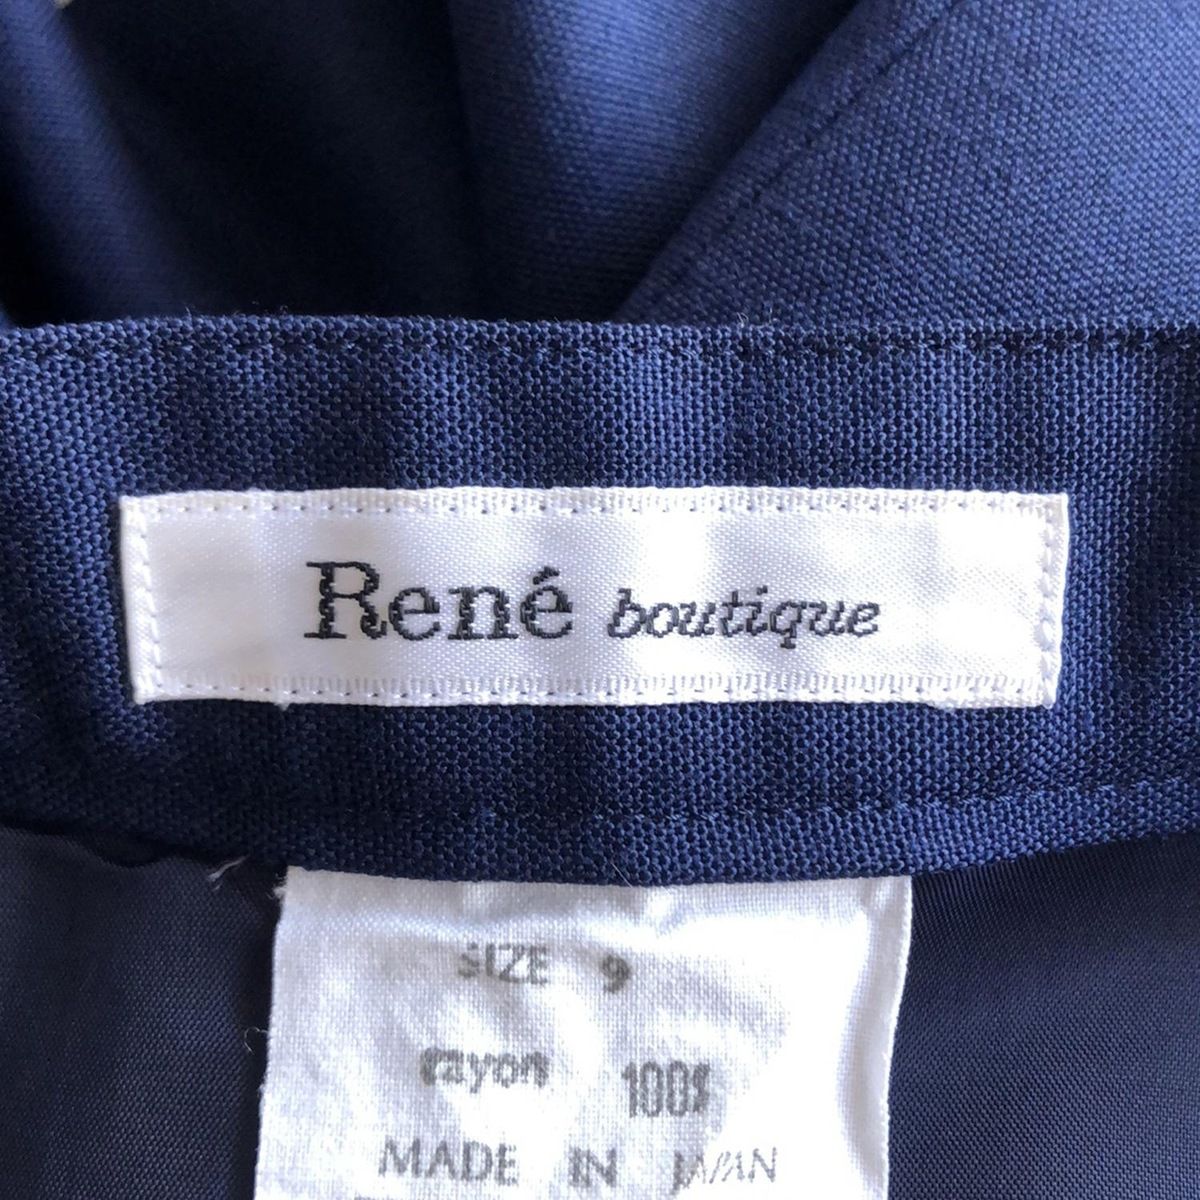 René boutique
SIZE 9
rayon 100%
MADE IN JAPAN